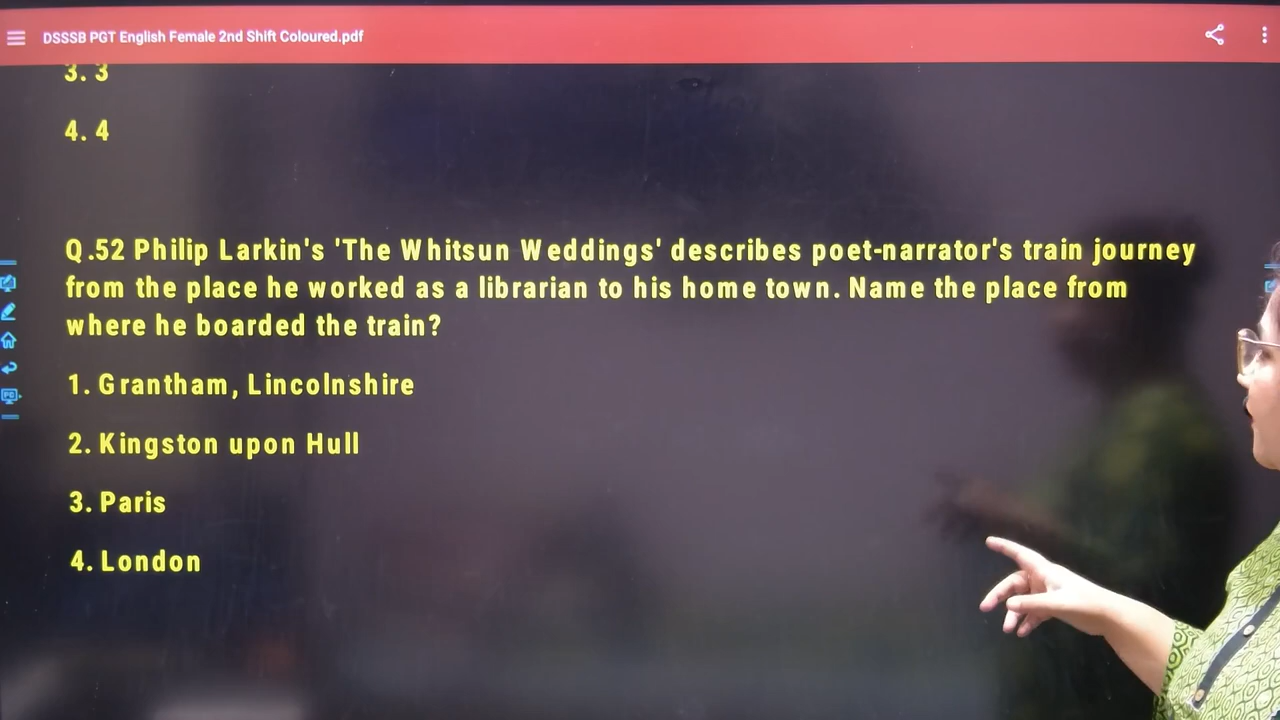 DSSSB PGT English Female 2nd Shift Coloured.pdf
3. 3
4. 4
Q.52 Philip Larkin's 'The Whitsun Weddings' describes poet-narrator's train journey
from the place he worked as a librarian to his home town. Name the place from
where he boarded the train?
1. Grantham, Lincolnshire
2. Kingston upon Hull
3. Paris
4. London